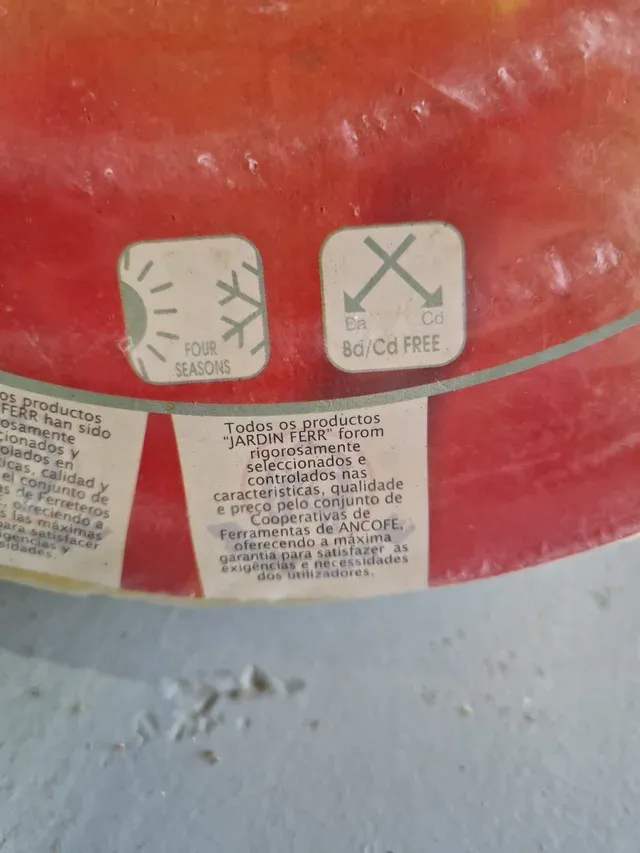 FOUR
SEASONS
Ba Cd
Bd/Cd FREE
os productos
FERR han sido
osamente
cionados y
olados en
icas, calidad y
el conjunto de
as de Ferreteros
, ofreciendo a
s las máximas
para satisfacer
igencias y
sidades.
Todos os productos
"JARDIN FERR" forom
rigorosamente
seleccionados e
controlados nas
características, qualidade
e preço pelo conjunto de
Cooperativas de
Ferramentas de ANCOFE,
oferecendo a máxima
garantia para satisfazer as
exigências e necessidades
dos utilizadores.